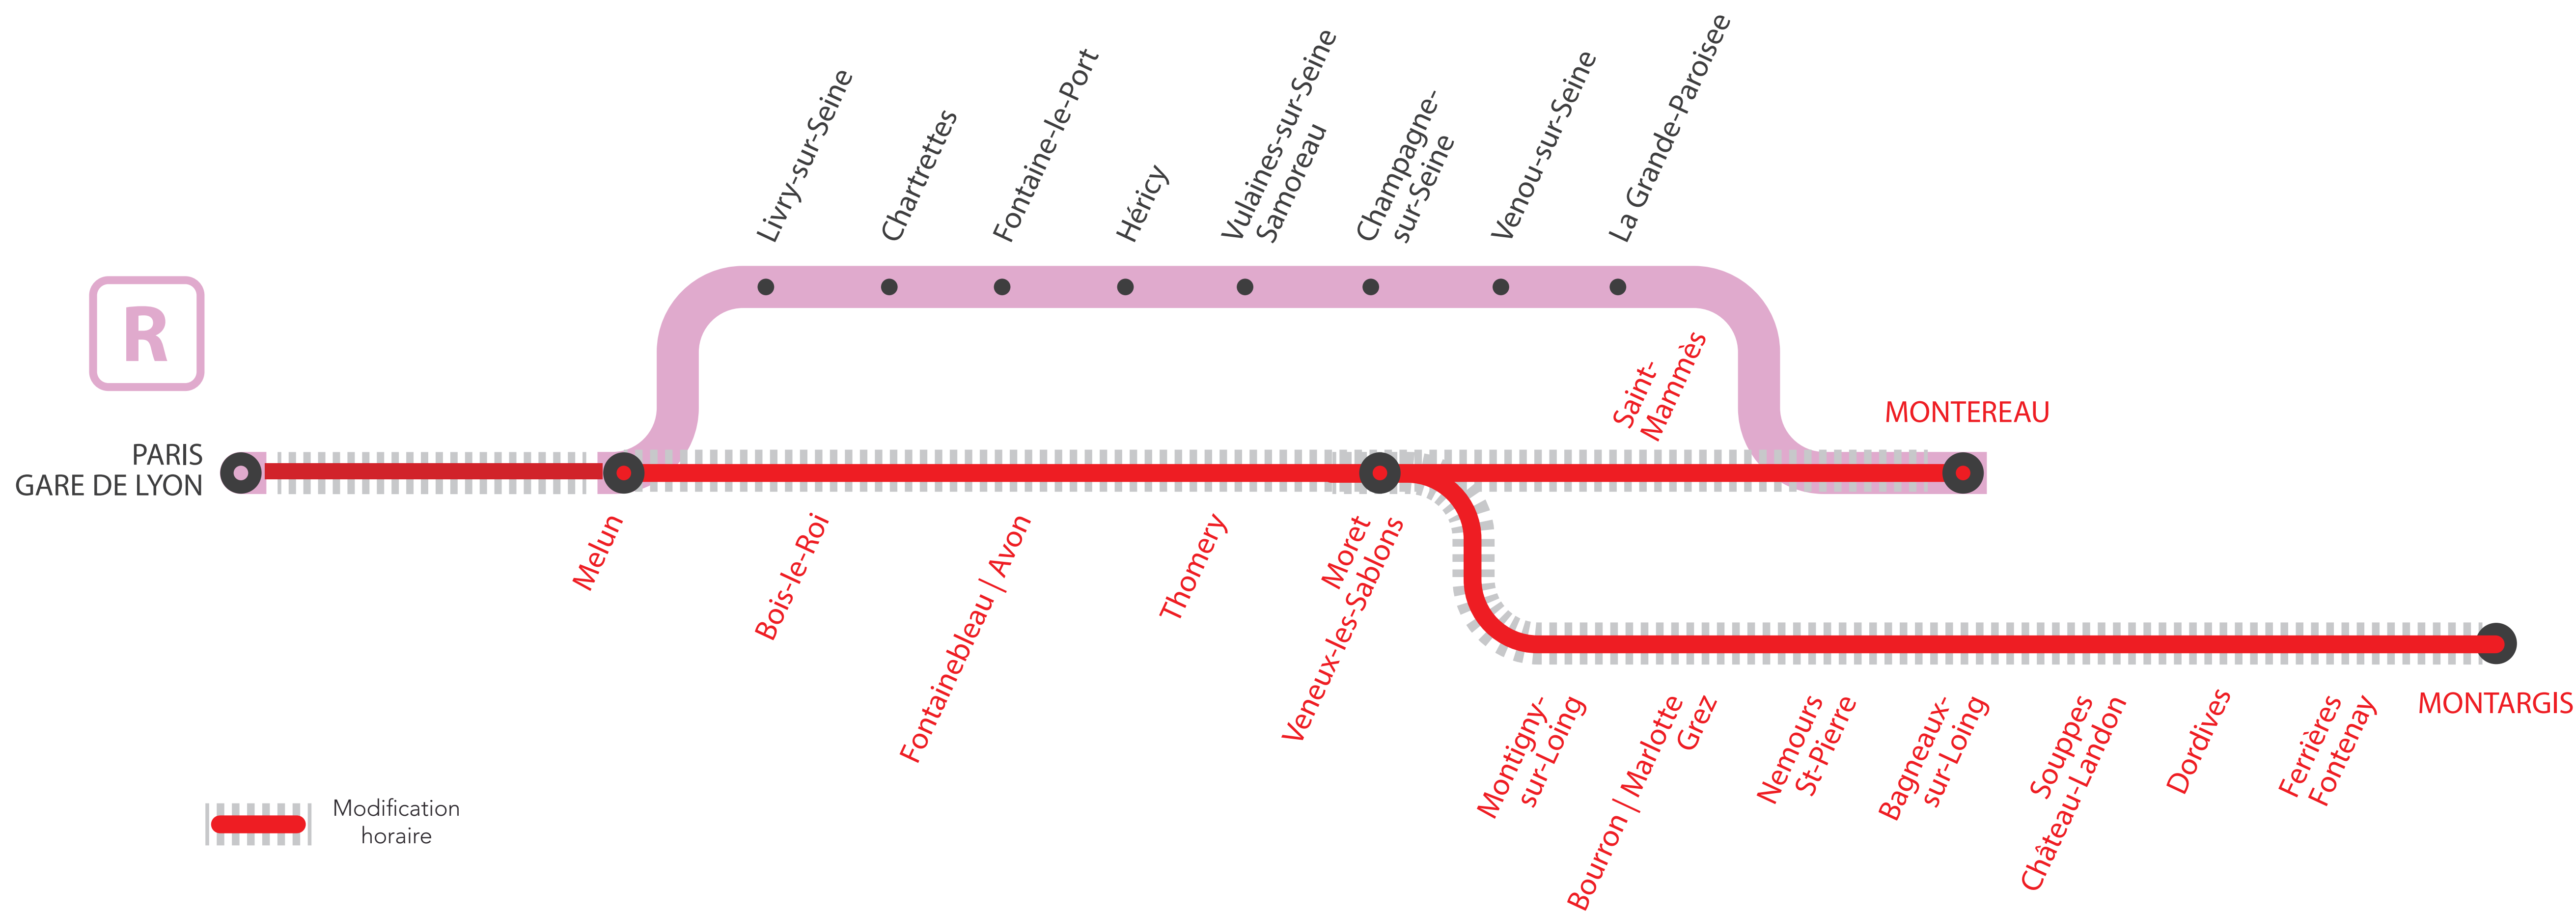 Livry-sur-Seine
Chartrettes
Fontaine-le-Port
Héricy
Vulaines-sur-Seine
Samoreau
Champagne-
sur-Seine
Venou-sur-Seine
La Grande-Paroisee
R
Saint-
Mammès
MONTEREAU
PARIS
GARE DE LYON
Melun
Bois-le-Roi
Fontainebleau | Avon
Thomery
Moret
Veneux-les-Sablons
Montigny-
sur-Loing
Bourron | Marlotte
Grez
Nemours
St-Pierre
Bagneaux-
sur-Loing
Souppes
Château-Landon
Dordives
Ferrières
Fontenay
MONTARGIS
Modification
horaire